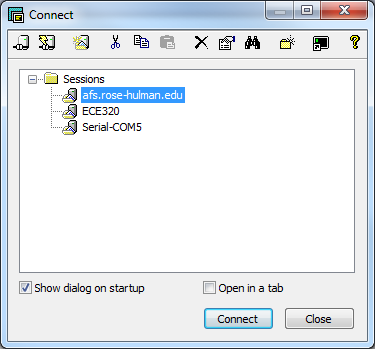 Connect
Sessions
afs.rose-hulman.edu
ECE320
Serial-COM5
Show dialog on startup
Open in a tab
Connect
Close